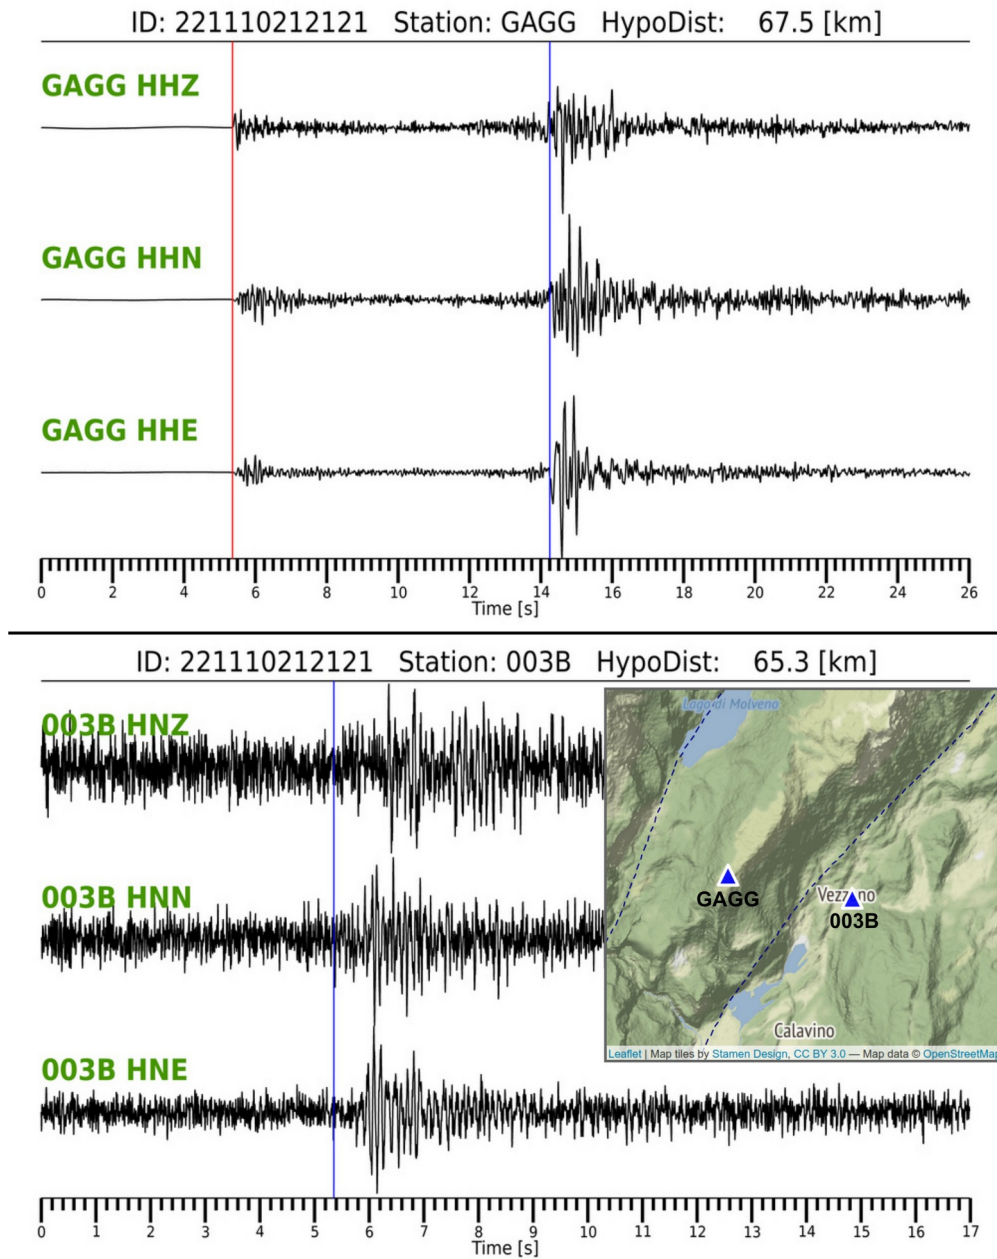 ID: 221110212121 Station: GAGG HypoDist: 67.5 [km]
GAGG HHZ
GAGG HHN
GAGG HHE
0 2 4 6 8 10 12 14 16 18 20 22 24 26
Time [s]
ID: 221110212121 Station: 003B HypoDist: 65.3 [km]
003B HNZ
003B HNN
003B HNE
Lago di Molveno
GAGG
Vezzano
003B
Calavino
Leaflet | Map tiles by Stamen Design, CC BY 3.0 — Map data © OpenStreetMap
0 1 2 3 4 5 6 7 8 9 10 11 12 13 14 15 16 17
Time [s]